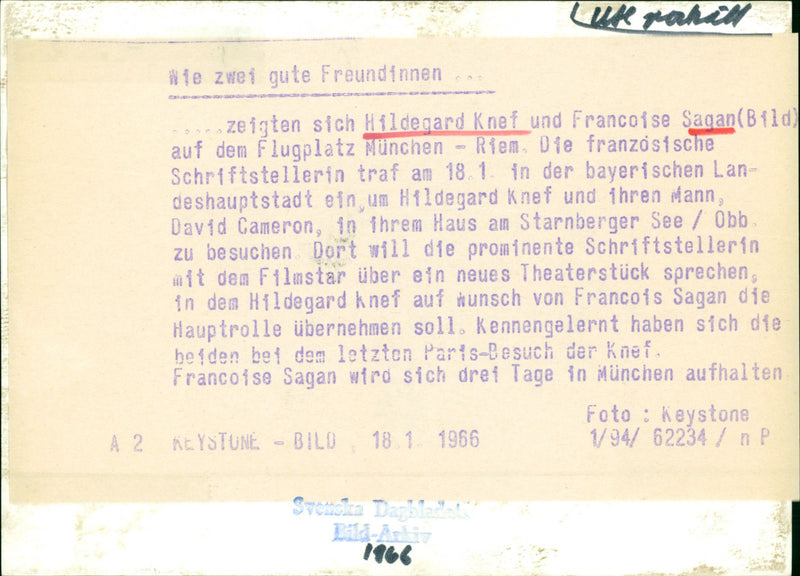 Wie zwei gute Freundinnen ...
.....zeigten sich Hildegard Knef und Francoise Sagan(Bild)
auf dem Flugplatz München - Riem. Die französische
Schriftstellerin traf am 18.1. in der bayerischen Lan-
deshauptstadt ein,um Hildegard Knef und ihren Mann,
David Cameron, in ihrem Haus am Starnberger See / Obb.
zu besuchen. Dort will die prominente Schriftstellerin
mit dem Filmstar über ein neues Theaterstück sprechen,
in dem Hildegard Knef auf Wunsch von Francois Sagan die
Hauptrolle übernehmen soll. Kennengelernt haben sich die
beiden bei dem letzten Paris-Besuch der Knef.
Francoise Sagan wird sich drei Tage in München aufhalten
Foto : Keystone
A 2 KEYSTONE - BILD 18.1. 1966 1/94/ 62234 / n P
Svenska Dagbladets
Bild-Arkiv
1966